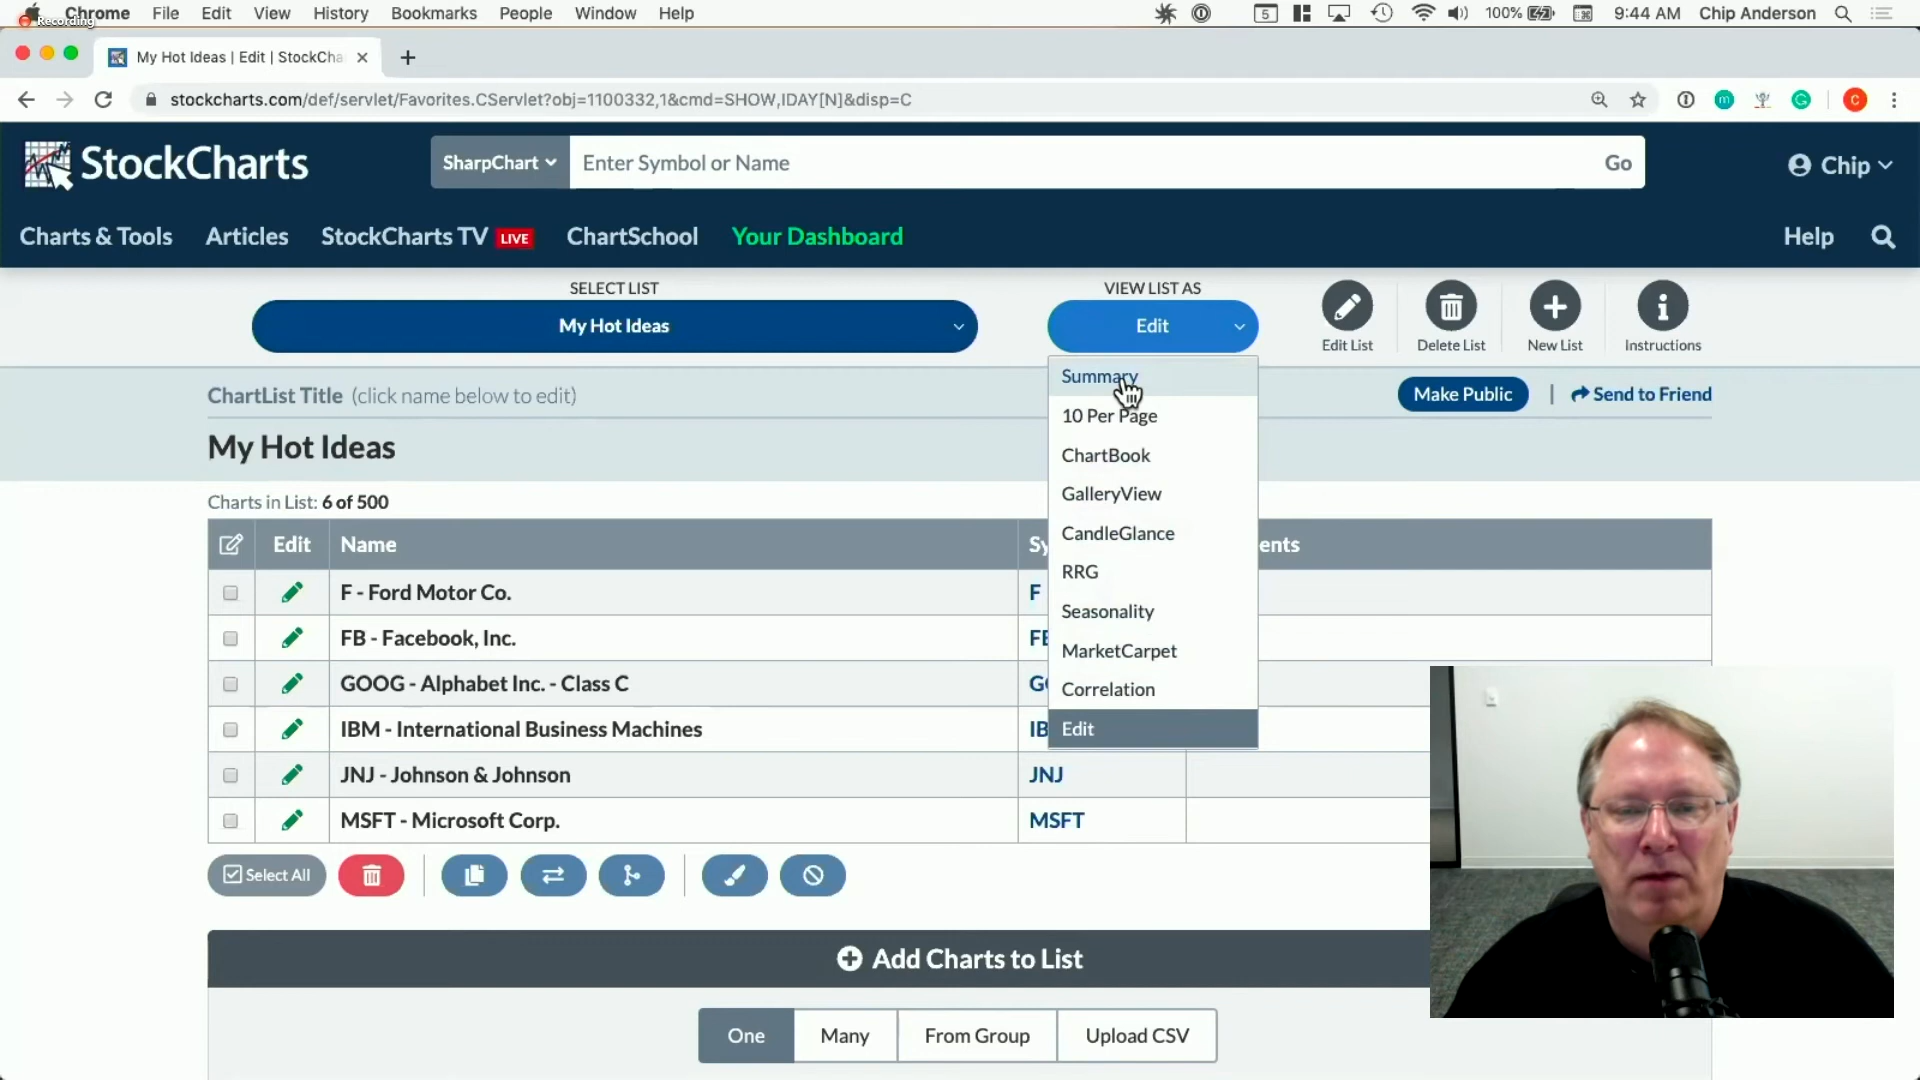 Chrome File Edit View History Bookmarks People Window Help 5 100% 9:44 AM Chip Anderson
Recording
My Hot Ideas | Edit | StockCha
stockcharts.com/def/servlet/Favorites.CServlet?obj=1100332,1&cmd=SHOW,IDAY[N]&disp=C m G C
StockCharts SharpChart Enter Symbol or Name Go Chip
Charts & Tools Articles StockCharts TV LIVE ChartSchool Your Dashboard Help
SELECT LIST VIEW LIST AS
My Hot Ideas Edit
Edit List Delete List New List Instructions
Summary
10 Per Page
ChartBook
GalleryView
CandleGlance
RRG
Seasonality
MarketCarpet
Correlation
Edit
ChartList Title (click name below to edit) Make Public | Send to Friend
My Hot Ideas
Charts in List: 6 of 500
Edit Name Sy ents
F - Ford Motor Co. F
FB - Facebook, Inc. FB
GOOG - Alphabet Inc. - Class C GO
IBM - International Business Machines IB
JNJ - Johnson & Johnson JNJ
MSFT - Microsoft Corp. MSFT
Select All
Add Charts to List
One Many From Group Upload CSV